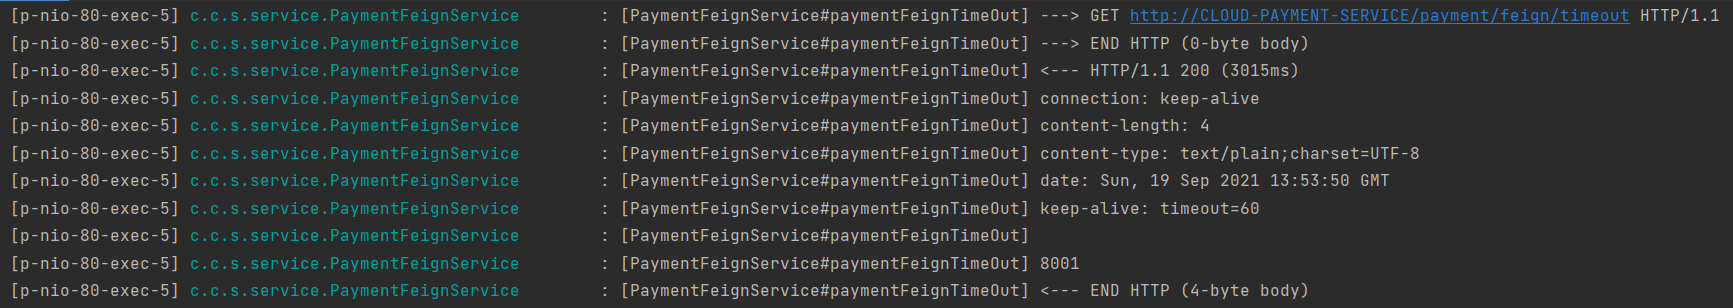 [p-nio-80-exec-5] c.c.s.service.PaymentFeignService : [PaymentFeignService#paymentFeignTimeOut] ---> GET http://CLOUD-PAYMENT-SERVICE/payment/feign/timeout HTTP/1.1
[p-nio-80-exec-5] c.c.s.service.PaymentFeignService : [PaymentFeignService#paymentFeignTimeOut] ---> END HTTP (0-byte body)
[p-nio-80-exec-5] c.c.s.service.PaymentFeignService : [PaymentFeignService#paymentFeignTimeOut] <--- HTTP/1.1 200 (3015ms)
[p-nio-80-exec-5] c.c.s.service.PaymentFeignService : [PaymentFeignService#paymentFeignTimeOut] connection: keep-alive
[p-nio-80-exec-5] c.c.s.service.PaymentFeignService : [PaymentFeignService#paymentFeignTimeOut] content-length: 4
[p-nio-80-exec-5] c.c.s.service.PaymentFeignService : [PaymentFeignService#paymentFeignTimeOut] content-type: text/plain;charset=UTF-8
[p-nio-80-exec-5] c.c.s.service.PaymentFeignService : [PaymentFeignService#paymentFeignTimeOut] date: Sun, 19 Sep 2021 13:53:50 GMT
[p-nio-80-exec-5] c.c.s.service.PaymentFeignService : [PaymentFeignService#paymentFeignTimeOut] keep-alive: timeout=60
[p-nio-80-exec-5] c.c.s.service.PaymentFeignService : [PaymentFeignService#paymentFeignTimeOut]
[p-nio-80-exec-5] c.c.s.service.PaymentFeignService : [PaymentFeignService#paymentFeignTimeOut] 8001
[p-nio-80-exec-5] c.c.s.service.PaymentFeignService : [PaymentFeignService#paymentFeignTimeOut] <--- END HTTP (4-byte body)